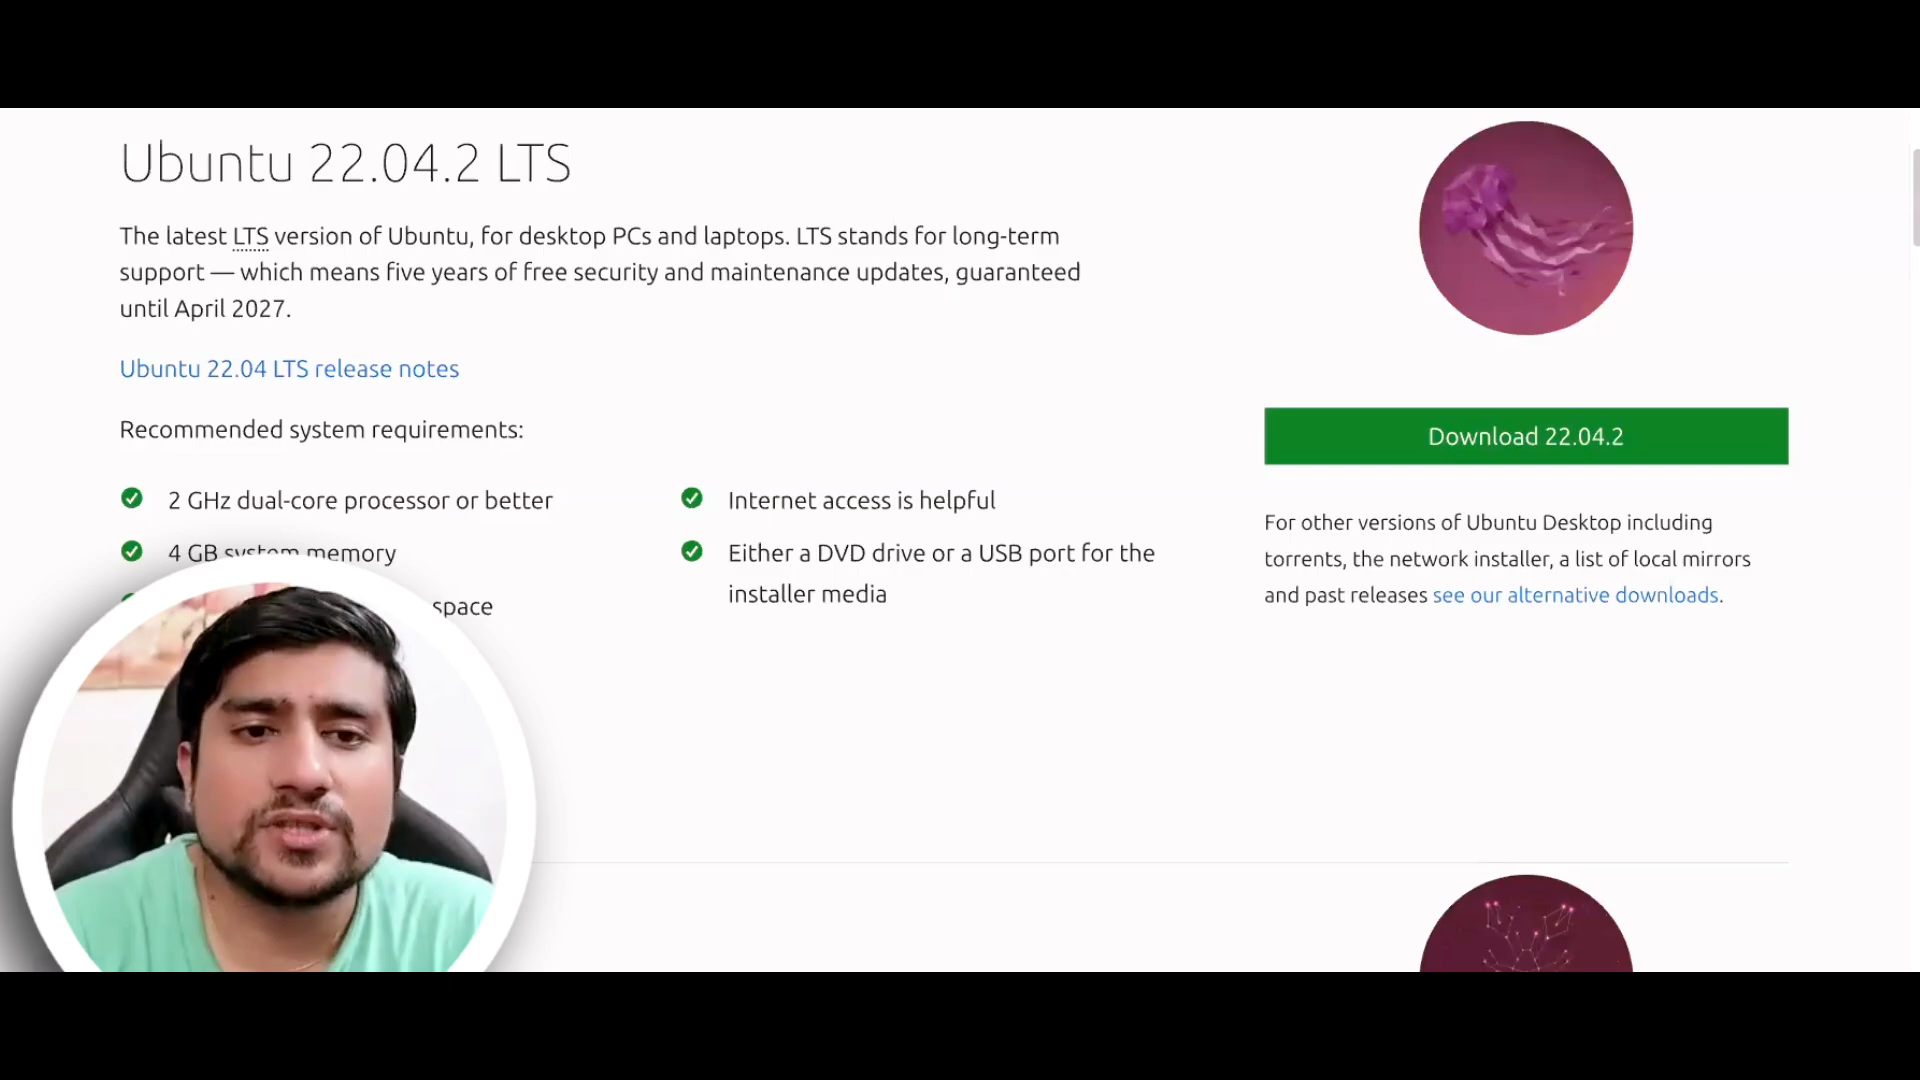 Ubuntu 22.04.2 LTS
The latest LTS version of Ubuntu, for desktop PCs and laptops. LTS stands for long-term
support — which means five years of free security and maintenance updates, guaranteed
until April 2027.
Ubuntu 22.04 LTS release notes
Recommended system requirements:
2 GHz dual-core processor or better
4 GB system memory
space
Internet access is helpful
Either a DVD drive or a USB port for the
installer media
Download 22.04.2
For other versions of Ubuntu Desktop including
torrents, the network installer, a list of local mirrors
and past releases see our alternative downloads.